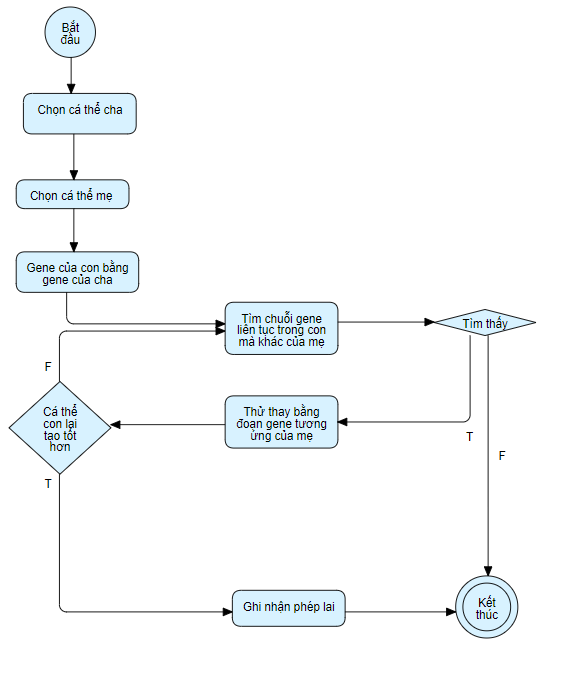 Bắt
đầu
Chọn cá thể cha
Chọn cá thể mẹ
Gene của con bằng
gene của cha
Tìm chuỗi gene
liên tục trong con
mà khác của mẹ
Tìm thấy
F
Cá thể
con lại
tạo tốt
hơn
Thử thay bằng
đoạn gene tương
ứng của mẹ
T
F
T
Ghi nhận phép lai
Kết
thúc